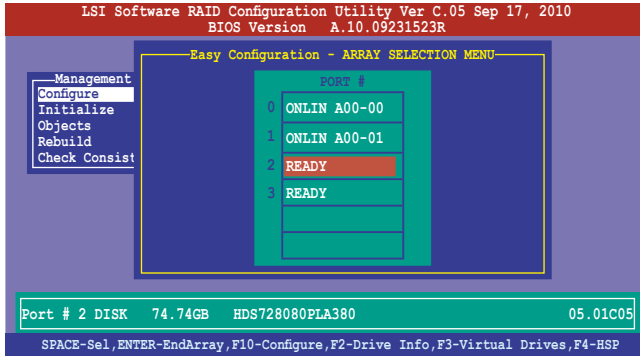 LSI Software RAID Configuration Utility Ver C.05 Sep 17, 2010
BIOS Version A.10.09231523R
Easy Configuration - ARRAY SELECTION MENU
Management
Configure
Initialize
Objects
Rebuild
Check Consist
PORT #
0 ONLIN A00-00
1 ONLIN A00-01
2 READY
3 READY
Port # 2 DISK 74.74GB HDS728080PLA380 05.01C05
SPACE-Sel,ENTER-EndArray,F10-Configure,F2-Drive Info,F3-Virtual Drives,F4-HSP